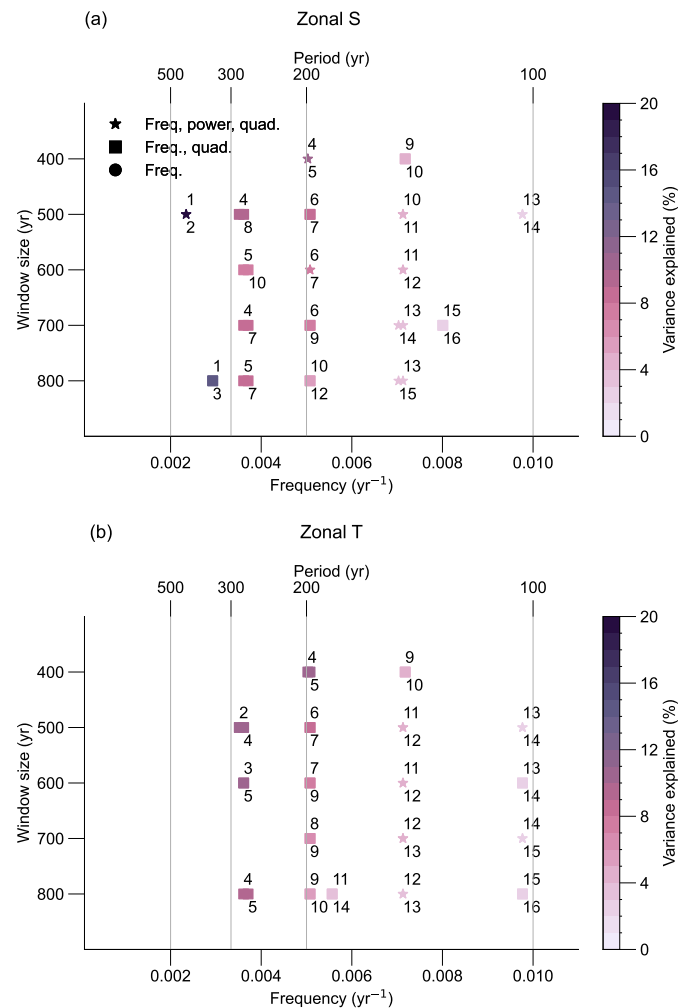 (a)
Zonal S
Period (yr)
500 300 200 100
Freq, power, quad.
Freq., quad.
Freq.
20
16
12
8
4
0
Variance explained (%)
Window size (yr)
400
4 9
5 10
500
1 4 6 10 13
2 8 7 11 14
600
5 6 11
10 7 12
700
4 6 13 15
7 9 14 16
800
1 5 10 13
3 7 12 15
0.002 0.004 0.006 0.008 0.010
Frequency (yr⁻¹)
(b)
Zonal T
Period (yr)
500 300 200 100
20
16
12
8
4
0
Variance explained (%)
Window size (yr)
400
4 9
5 10
500
2 6 11 13
4 7 12 14
600
3 7 11 13
5 9 12 14
700
8 12 14
9 13 15
800
4 9 11 12 15
5 10 14 13 16
0.002 0.004 0.006 0.008 0.010
Frequency (yr⁻¹)